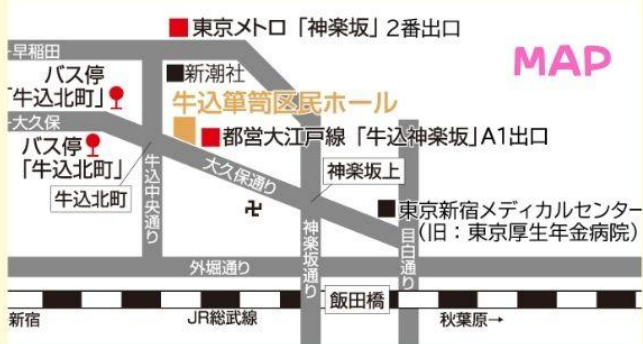 ■東京メトロ「神楽坂」2番出口
←早稲田
MAP
バス停
「牛込北町」
■新潮社
牛込箪笥区民ホール
←大久保
■都営大江戸線「牛込神楽坂」A1出口
バス停
「牛込北町」
大久保通り
神楽坂上
牛込北町
牛込中央通り
■東京新宿メディカルセンター
(旧:東京厚生年金病院)
神楽坂通り
目白通り
外堀通り
飯田橋
新宿
JR総武線
秋葉原→